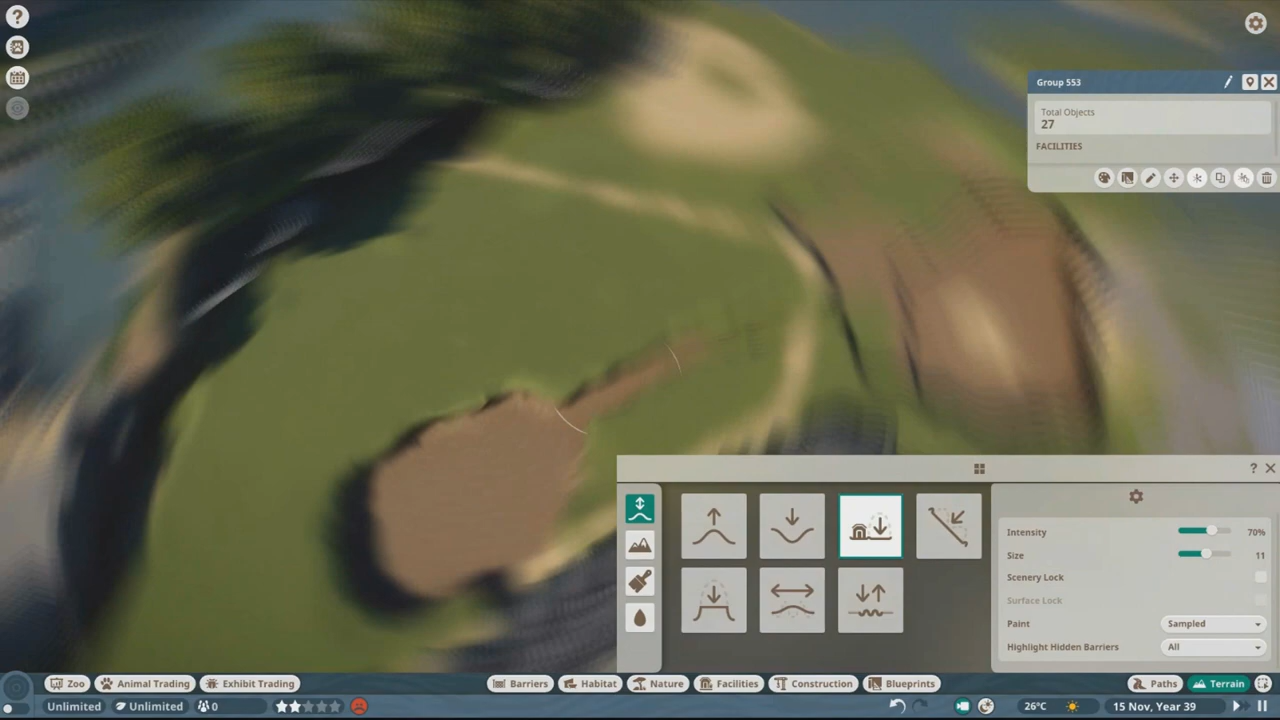 Group 553
Total Objects
27
FACILITIES
Intensity 70%
Size 11
Scenery Lock
Surface Lock
Paint Sampled
Highlight Hidden Barriers All
Zoo Animal Trading Exhibit Trading Barriers Habitat Nature Facilities Construction Blueprints Paths Terrain
Unlimited Unlimited 0 26°C 15 Nov, Year 39